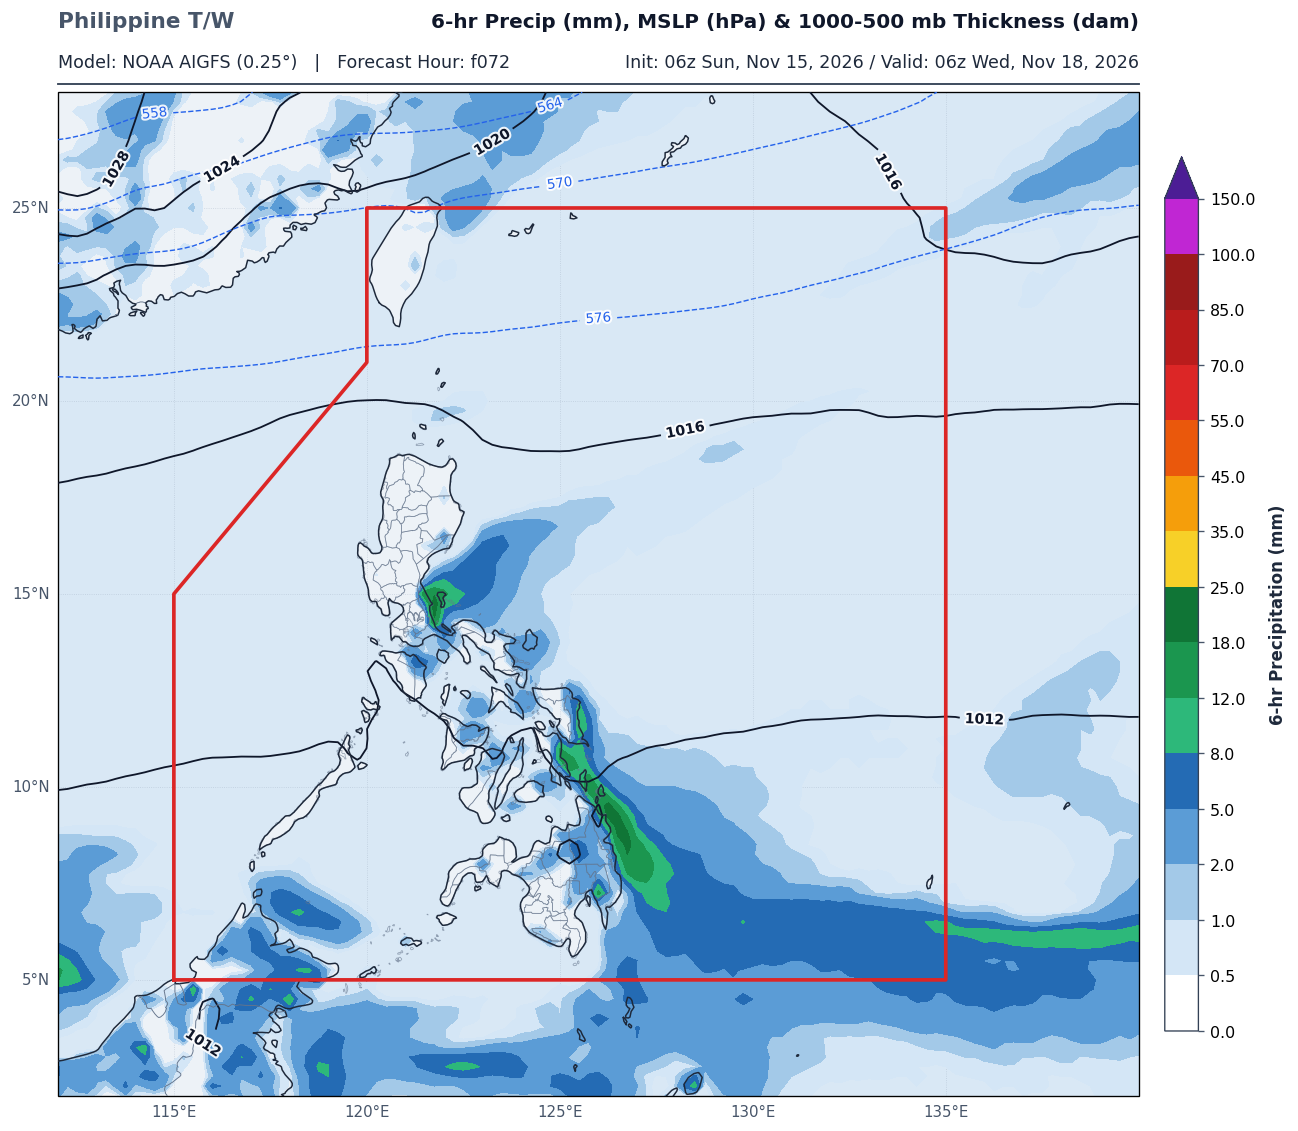 Philippine T/W
6-hr Precip (mm), MSLP (hPa) & 1000-500 mb Thickness (dam)
Model: NOAA AIGFS (0.25°) | Forecast Hour: f072
Init: 06z Sun, Nov 15, 2026 / Valid: 06z Wed, Nov 18, 2026
558
564
1020
1028
1024
1016
570
25°N
576
20°N
1016
15°N
1012
10°N
5°N
1012
115°E
120°E
125°E
130°E
135°E
150.0
100.0
85.0
70.0
55.0
45.0
35.0
25.0
18.0
12.0
8.0
5.0
2.0
1.0
0.5
0.0
6-hr Precipitation (mm)